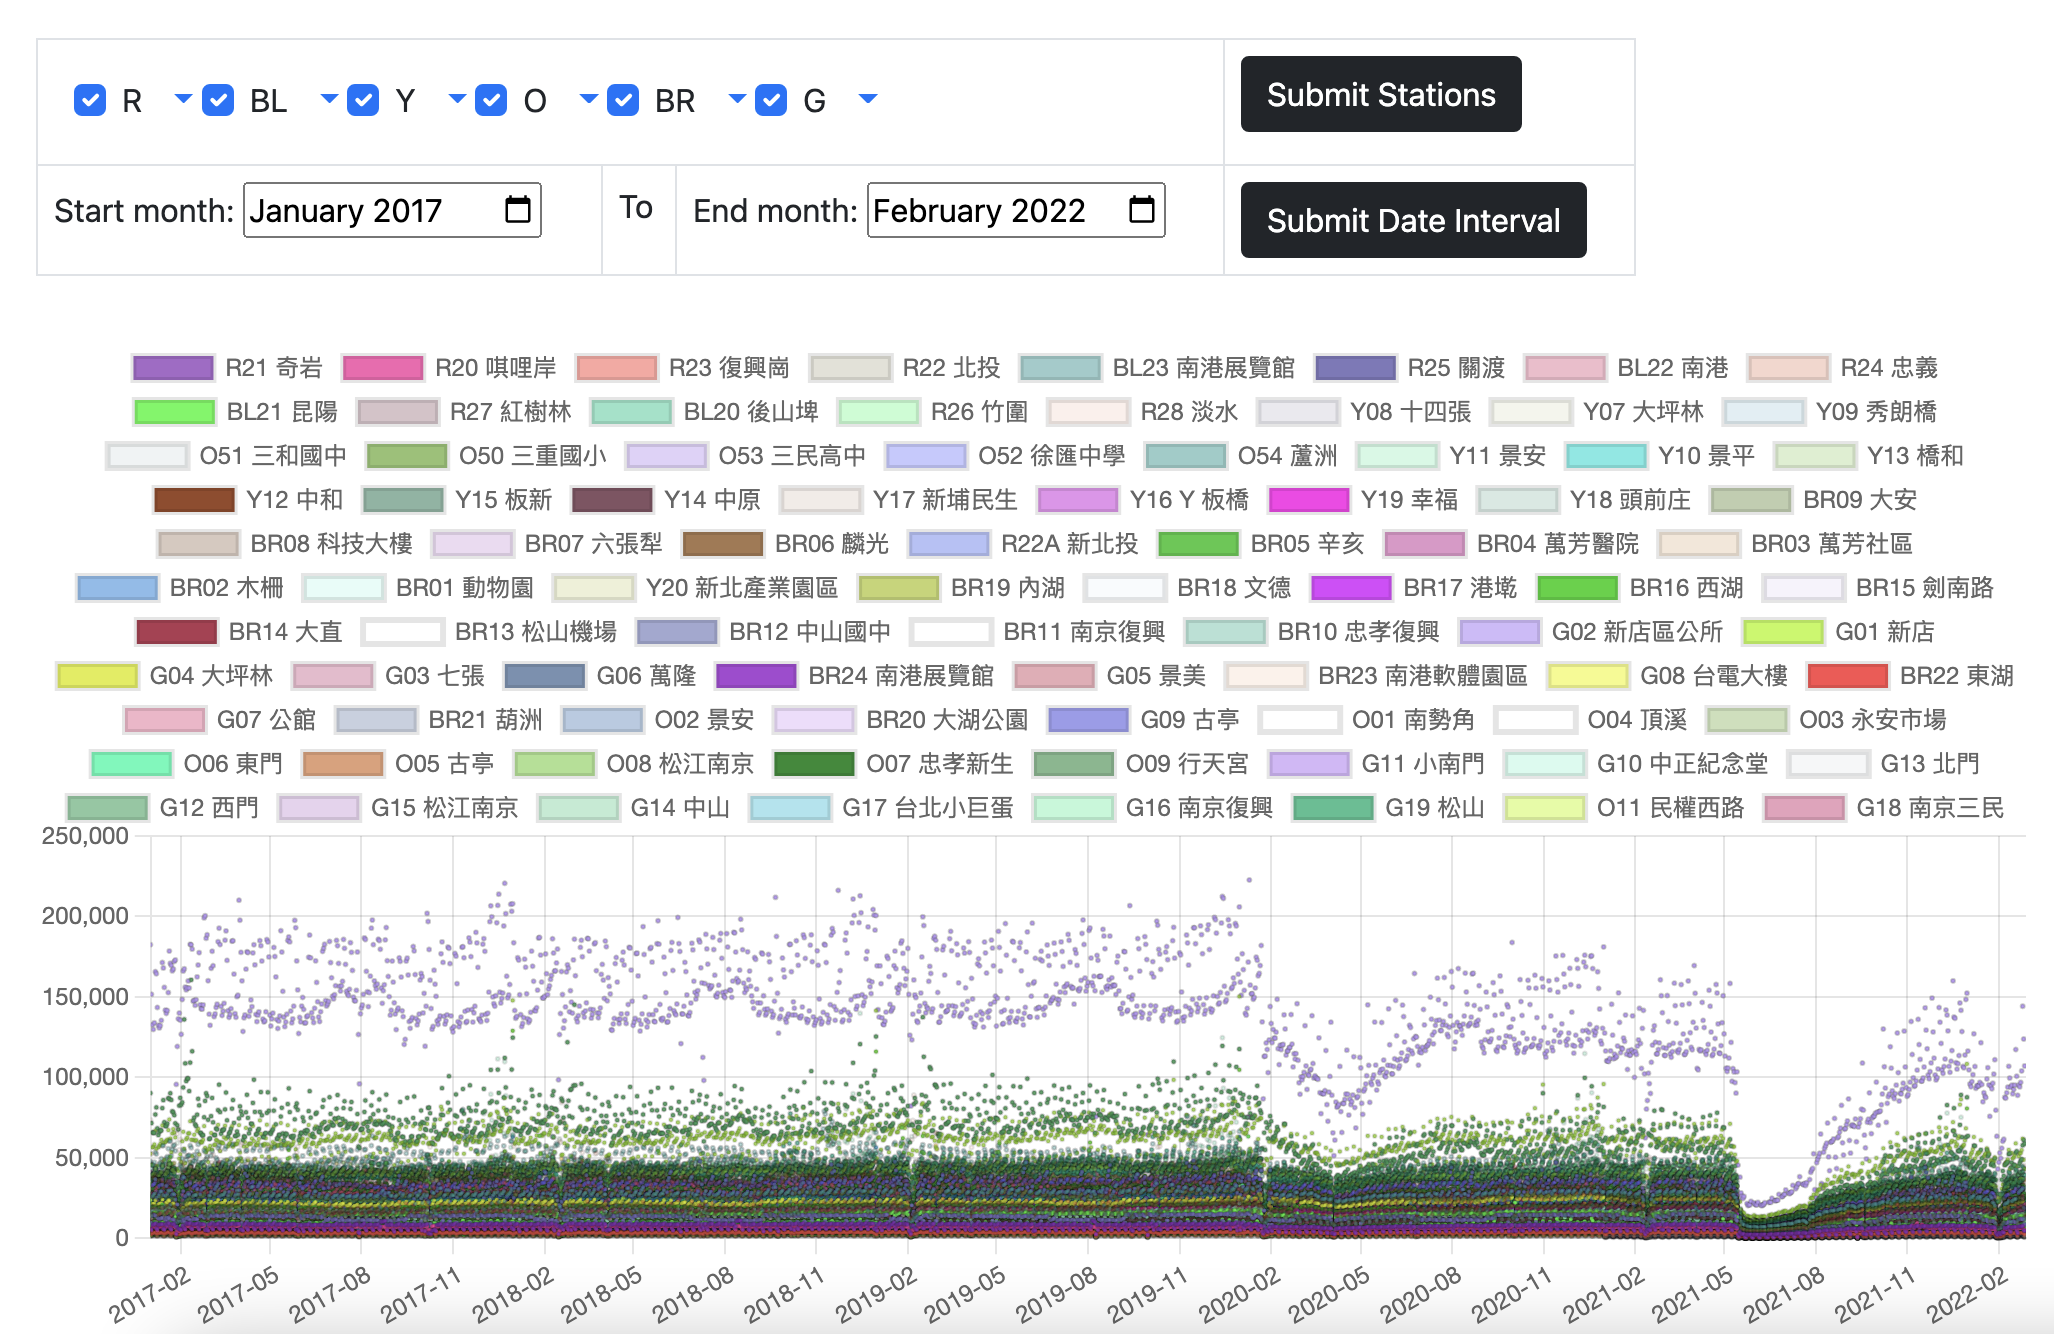 R BL Y O BR G Submit Stations
Start month: January 2017 To End month: February 2022 Submit Date Interval
R21 奇岩 R20 唭哩岸 R23 復興崗 R22 北投 BL23 南港展覽館 R25 關渡 BL22 南港 R24 忠義
BL21 昆陽 R27 紅樹林 BL20 後山埤 R26 竹圍 R28 淡水 Y08 十四張 Y07 大坪林 Y09 秀朗橋
O51 三和國中 O50 三重國小 O53 三民高中 O52 徐匯中學 O54 蘆洲 Y11 景安 Y10 景平 Y13 橋和
Y12 中和 Y15 板新 Y14 中原 Y17 新埔民生 Y16 Y 板橋 Y19 幸福 Y18 頭前庄 BR09 大安
BR08 科技大樓 BR07 六張犁 BR06 麟光 R22A 新北投 BR05 辛亥 BR04 萬芳醫院 BR03 萬芳社區
BR02 木柵 BR01 動物園 Y20 新北產業園區 BR19 內湖 BR18 文德 BR17 港墘 BR16 西湖 BR15 劍南路
BR14 大直 BR13 松山機場 BR12 中山國中 BR11 南京復興 BR10 忠孝復興 G02 新店區公所 G01 新店
G04 大坪林 G03 七張 G06 萬隆 BR24 南港展覽館 G05 景美 BR23 南港軟體園區 G08 台電大樓 BR22 東湖
G07 公館 BR21 葫洲 O02 景安 BR20 大湖公園 G09 古亭 O01 南勢角 O04 頂溪 O03 永安市場
O06 東門 O05 古亭 O08 松江南京 O07 忠孝新生 O09 行天宮 G11 小南門 G10 中正紀念堂 G13 北門
G12 西門 G15 松江南京 G14 中山 G17 台北小巨蛋 G16 南京復興 G19 松山 O11 民權西路 G18 南京三民
250,000
200,000
150,000
100,000
50,000
0
2017-02 2017-05 2017-08 2017-11 2018-02 2018-05 2018-08 2018-11 2019-02 2019-05 2019-08 2019-11 2020-02 2020-05 2020-08 2020-11 2021-02 2021-05 2021-08 2021-11 2022-02